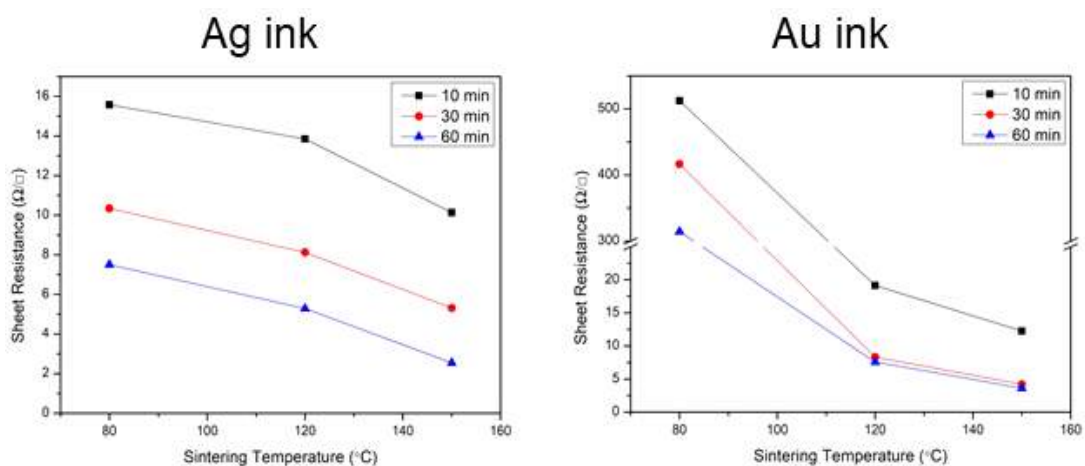 Ag ink
Au ink
10 min
30 min
60 min
16
14
12
10
8
6
4
2
0
Sheet Resistance (Ω/□)
80
100
120
140
160
Sintering Temperature (°C)
10 min
30 min
60 min
500
400
300
20
15
10
5
0
Sheet Resistance (Ω/□)
80
100
120
140
160
Sintering Temperature (°C)